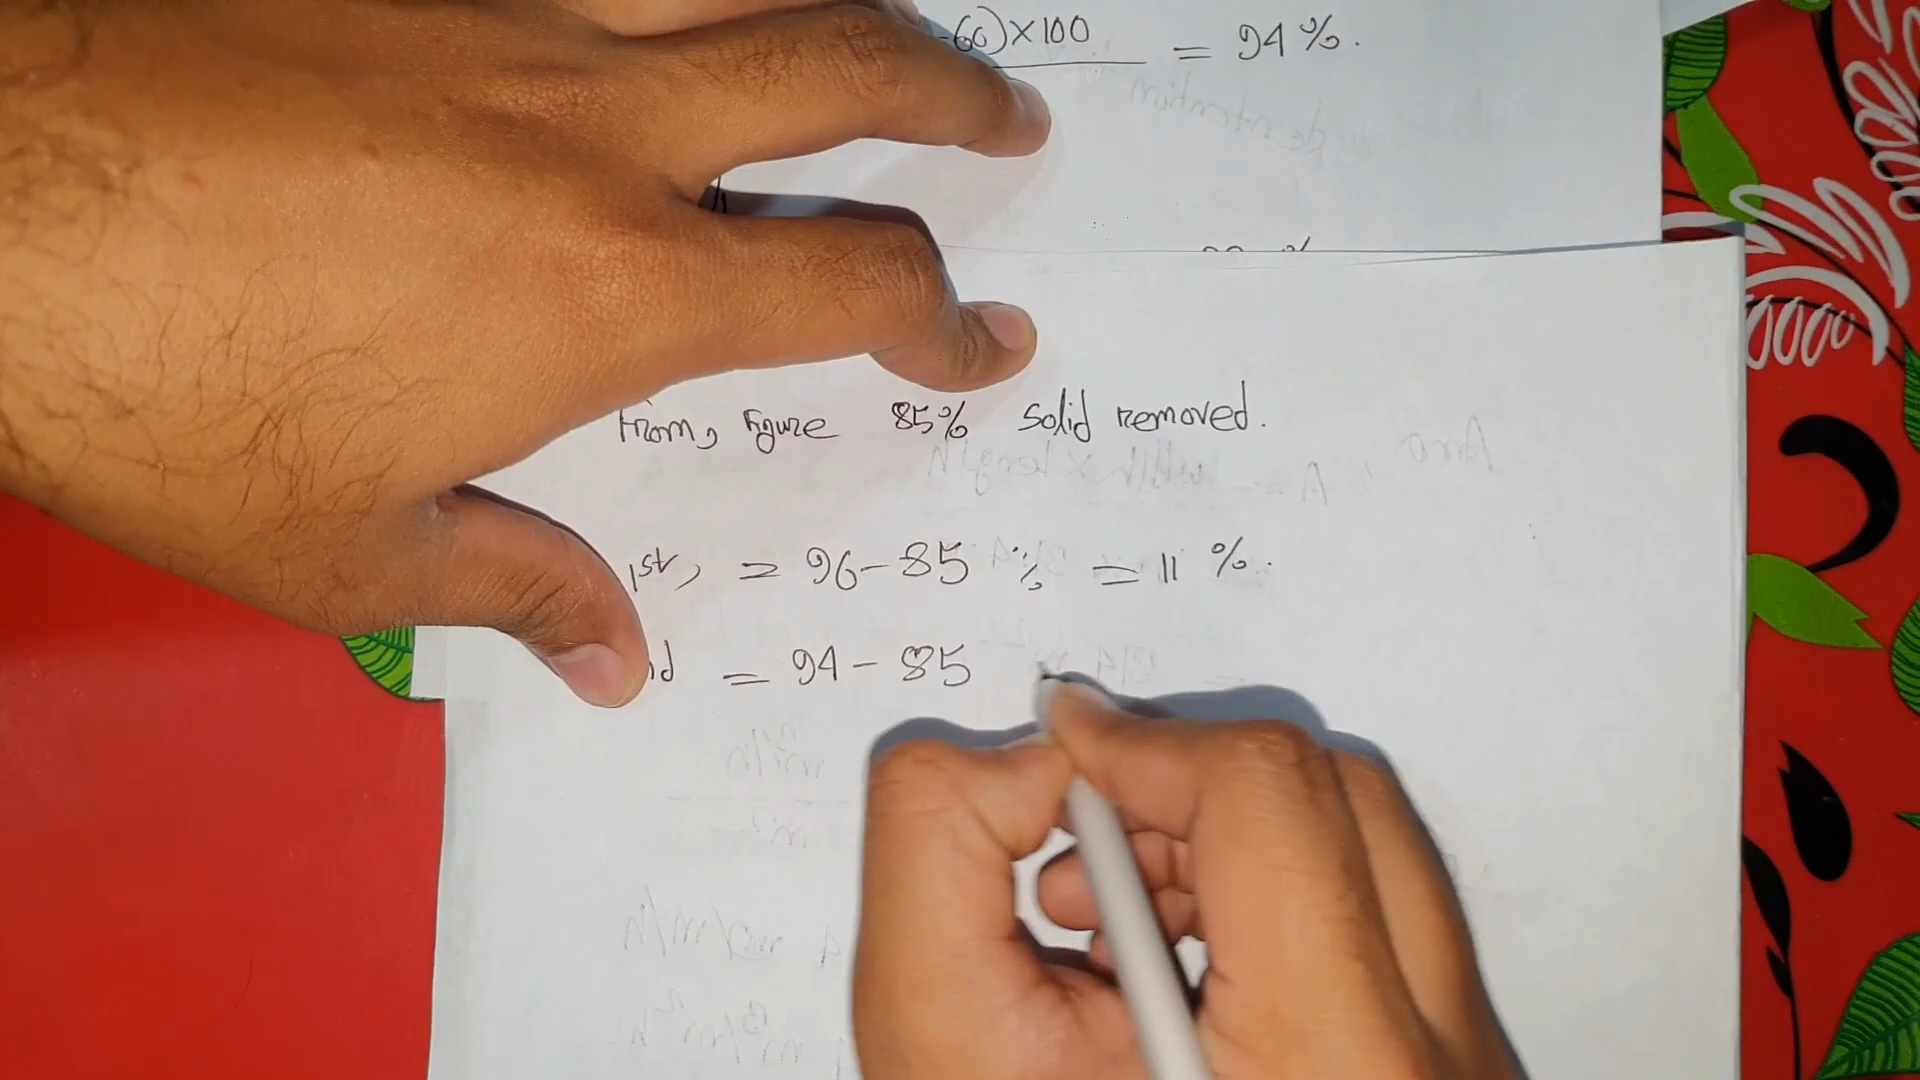 -60)×100 = 94%.
From, figure 85% solid removed.
1st, = 96-85 % = 11 %.
nd = 94 - 85